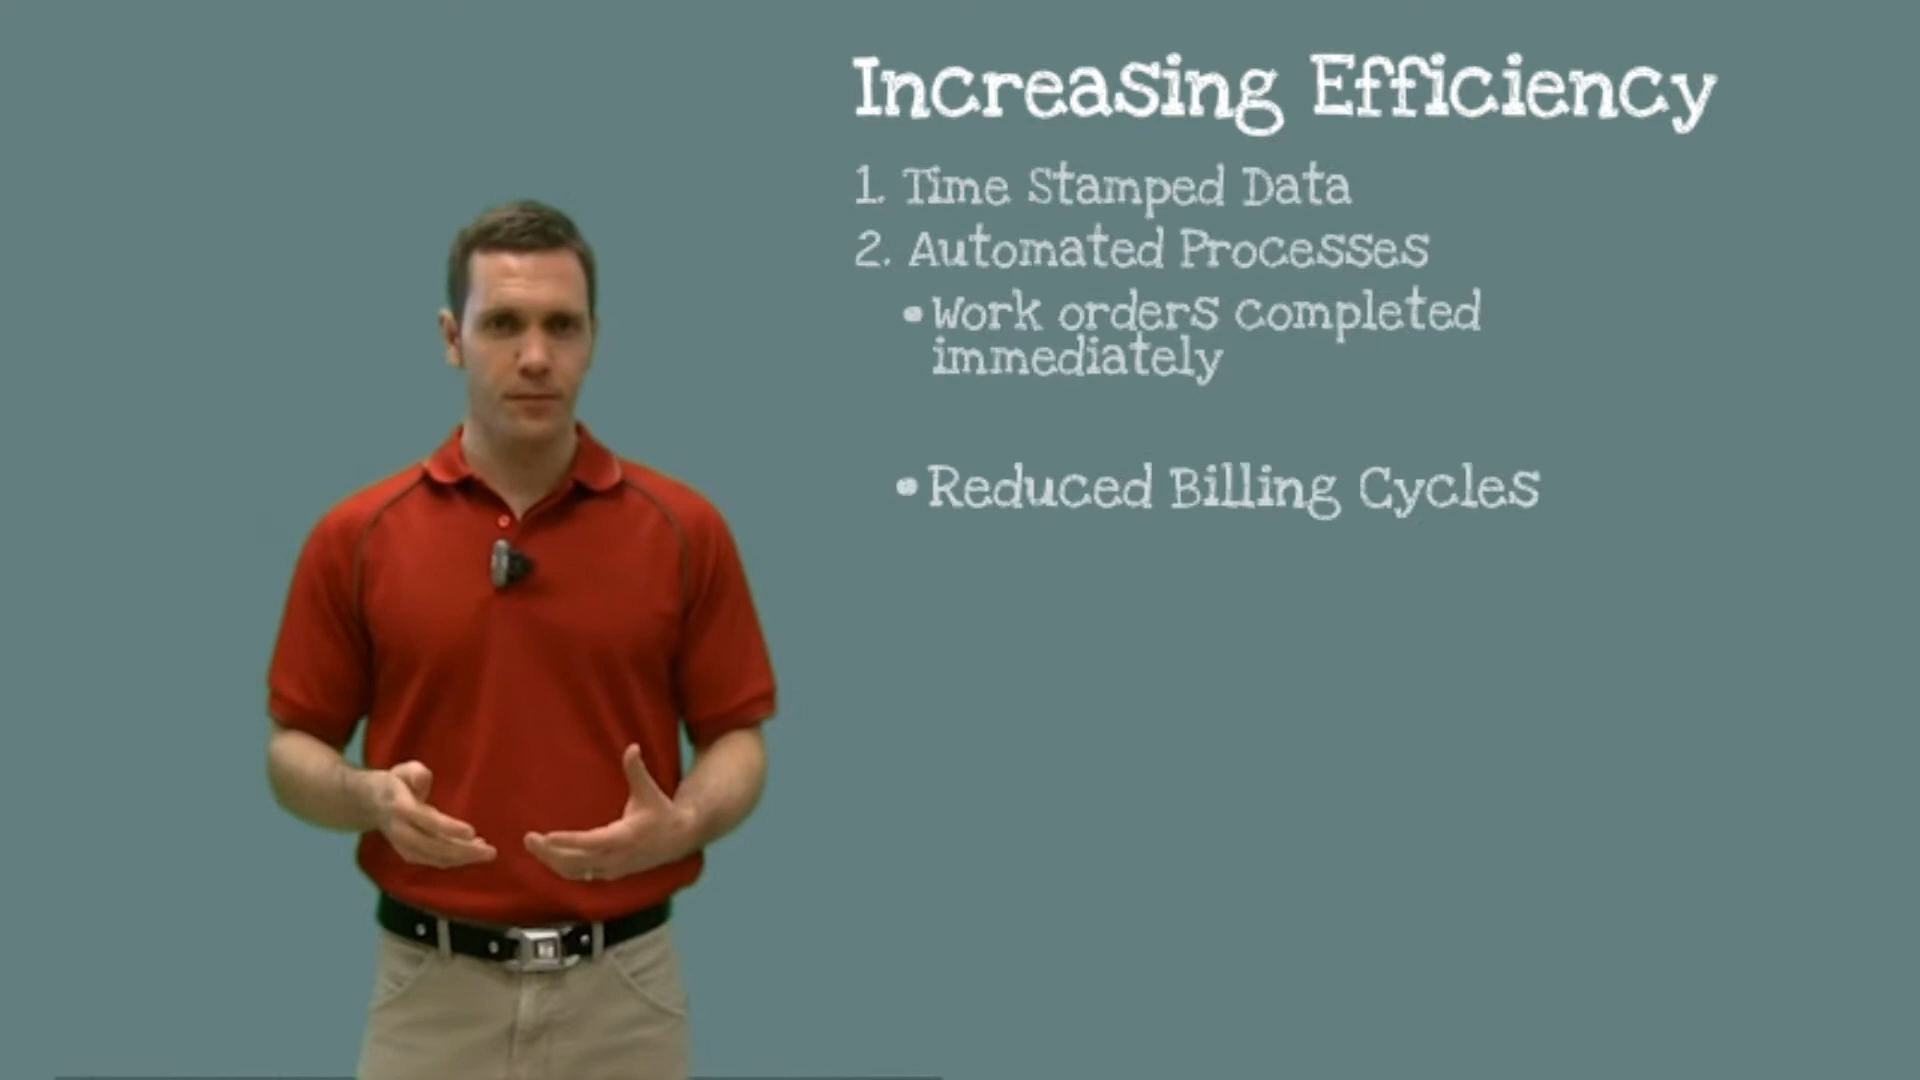 Increasing Efficiency
1. Time Stamped Data
2. Automated Processes
• Work orders completed
immediately
• Reduced Billing Cycles